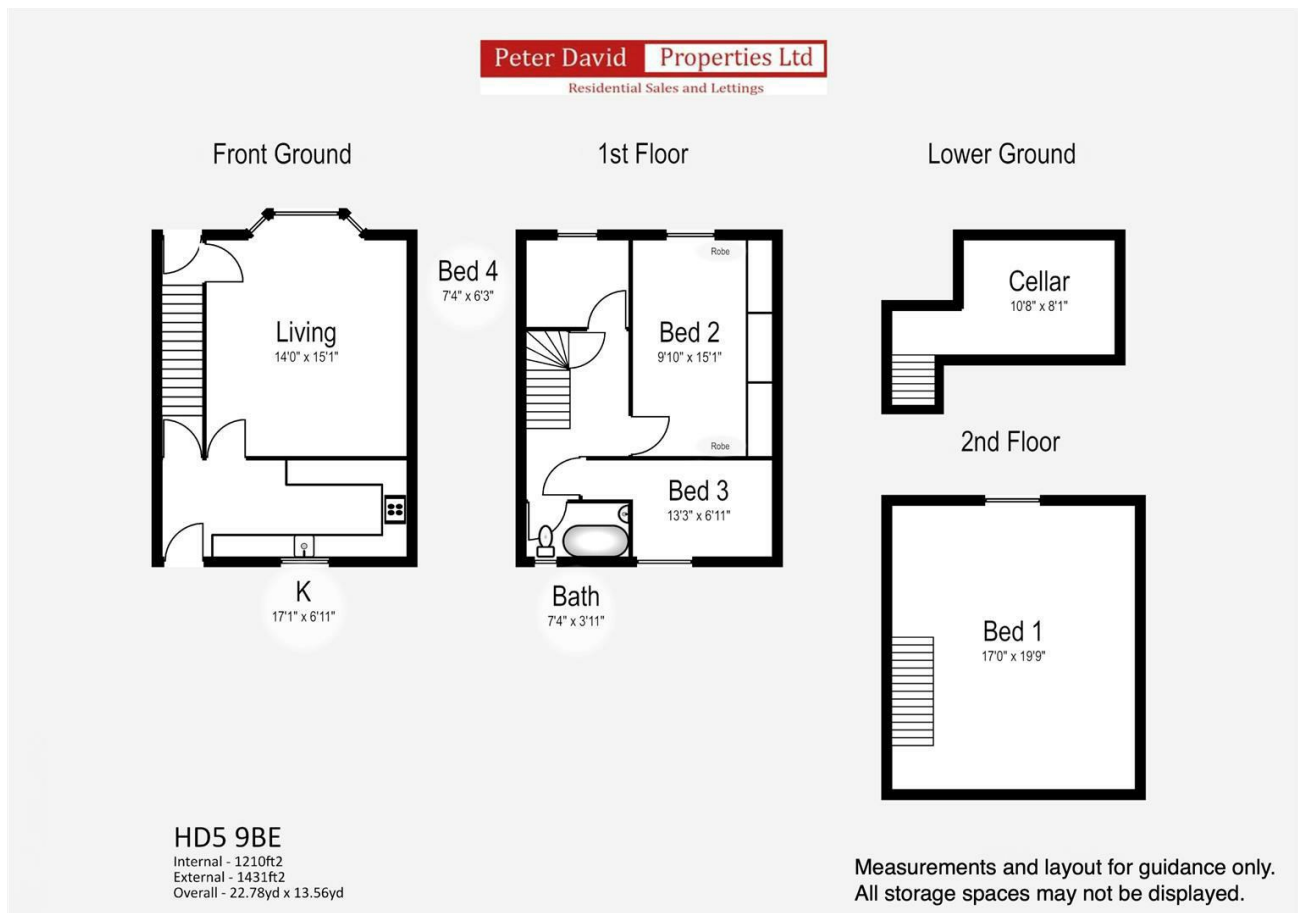 Peter David Properties Ltd
Residential Sales and Lettings
Front Ground
1st Floor
Lower Ground
Living
14'0" x 15'1"
K
17'1" x 6'11"
Bed 4
7'4" x 6'3"
Robe
Bed 2
9'10" x 15'1"
Robe
Bed 3
13'3" x 6'11"
Bath
7'4" x 3'11"
Cellar
10'8" x 8'1"
2nd Floor
Bed 1
17'0" x 19'9"
HD5 9BE
Internal - 1210ft2
External - 1431ft2
Overall - 22.78yd x 13.56yd
Measurements and layout for guidance only.
All storage spaces may not be displayed.